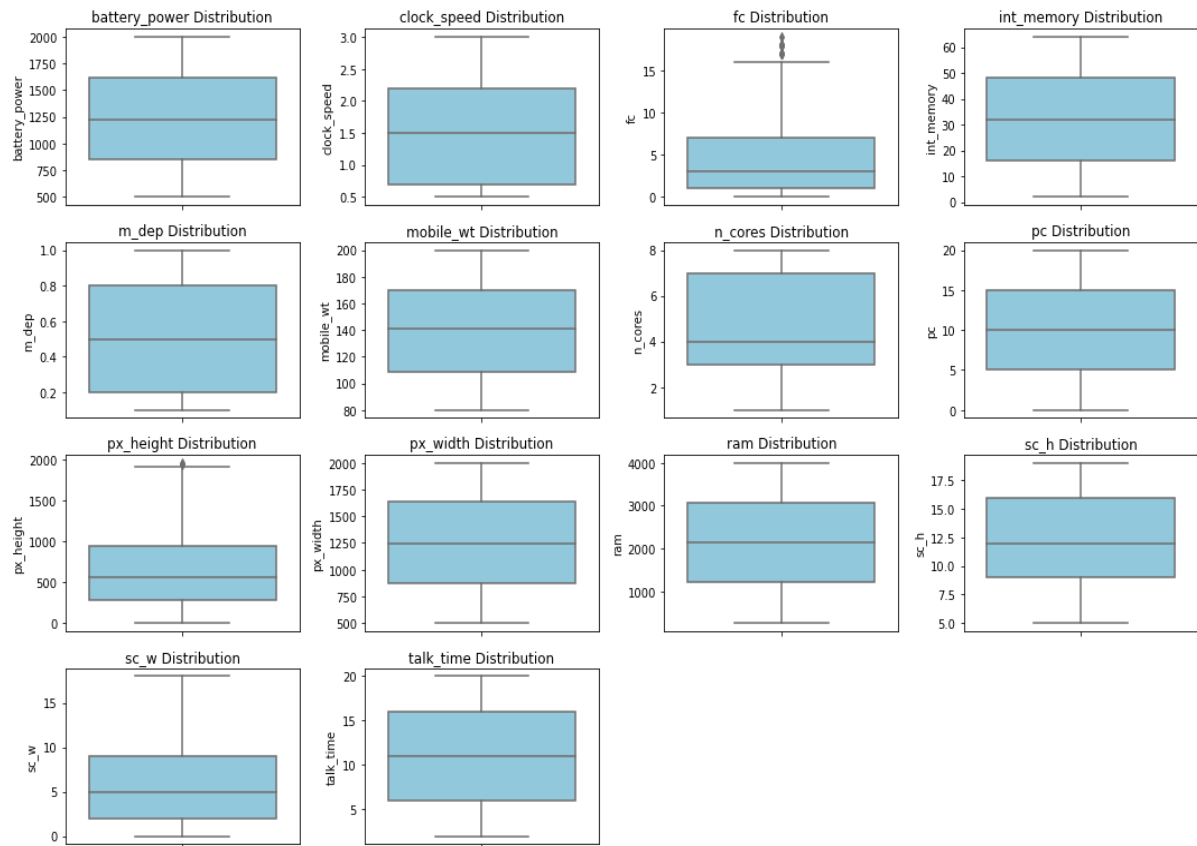 battery_power Distribution
2000
1750
1500
1250
1000
750
500
battery_power
clock_speed Distribution
3.0
2.5
2.0
1.5
1.0
0.5
clock_speed
fc Distribution
15
10
5
0
fc
int_memory Distribution
60
50
40
30
20
10
0
int_memory
m_dep Distribution
1.0
0.8
0.6
0.4
0.2
m_dep
mobile_wt Distribution
200
180
160
140
120
100
80
mobile_wt
n_cores Distribution
8
6
4
2
n_cores
pc Distribution
20
15
10
5
0
pc
px_height Distribution
2000
1500
1000
500
0
px_height
px_width Distribution
2000
1750
1500
1250
1000
750
500
px_width
ram Distribution
4000
3000
2000
1000
ram
sc_h Distribution
17.5
15.0
12.5
10.0
7.5
5.0
sc_h
sc_w Distribution
15
10
5
0
sc_w
talk_time Distribution
20
15
10
5
talk_time